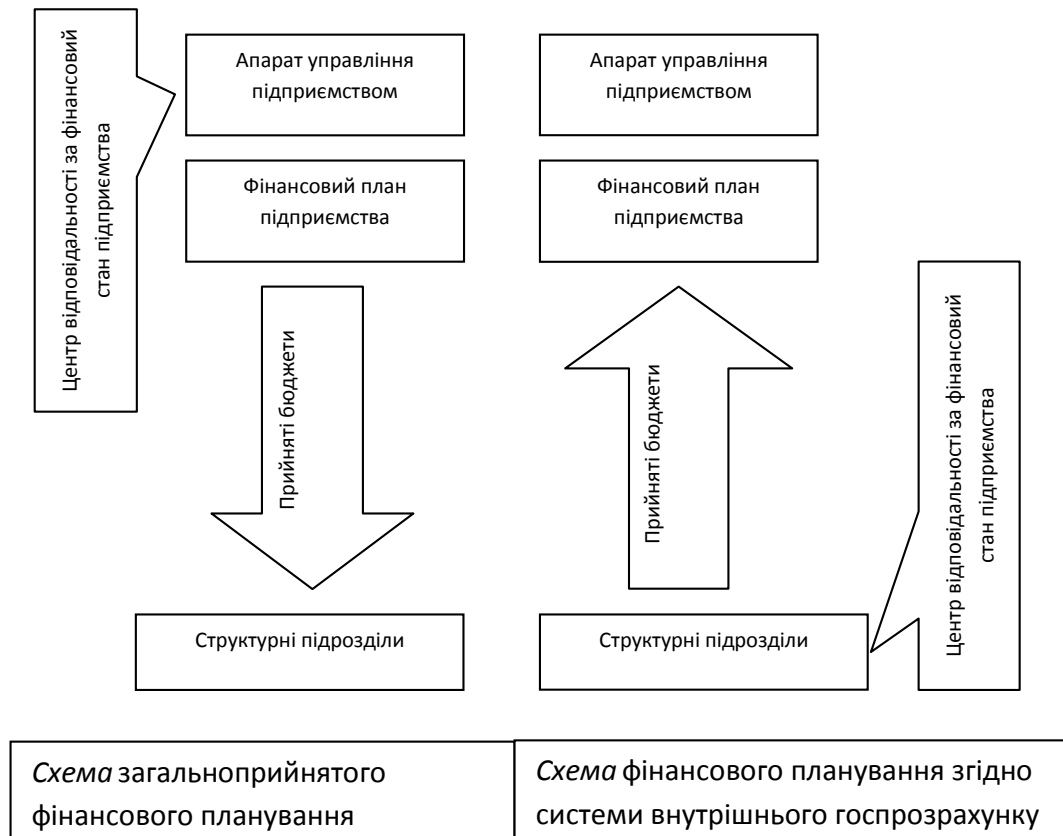 Центр відповідальності за фінансовий
стан підприємства
Апарат управління
підприємством
Фінансовий план
підприємства
Прийняті бюджети
Структурні підрозділи
Апарат управління
підприємством
Фінансовий план
підприємства
Прийняті бюджети
Структурні підрозділи
Центр відповідальності за фінансовий
стан підприємства
Схема загальноприйнятого
фінансового планування
Схема фінансового планування згідно
системи внутрішнього госпрозрахунку